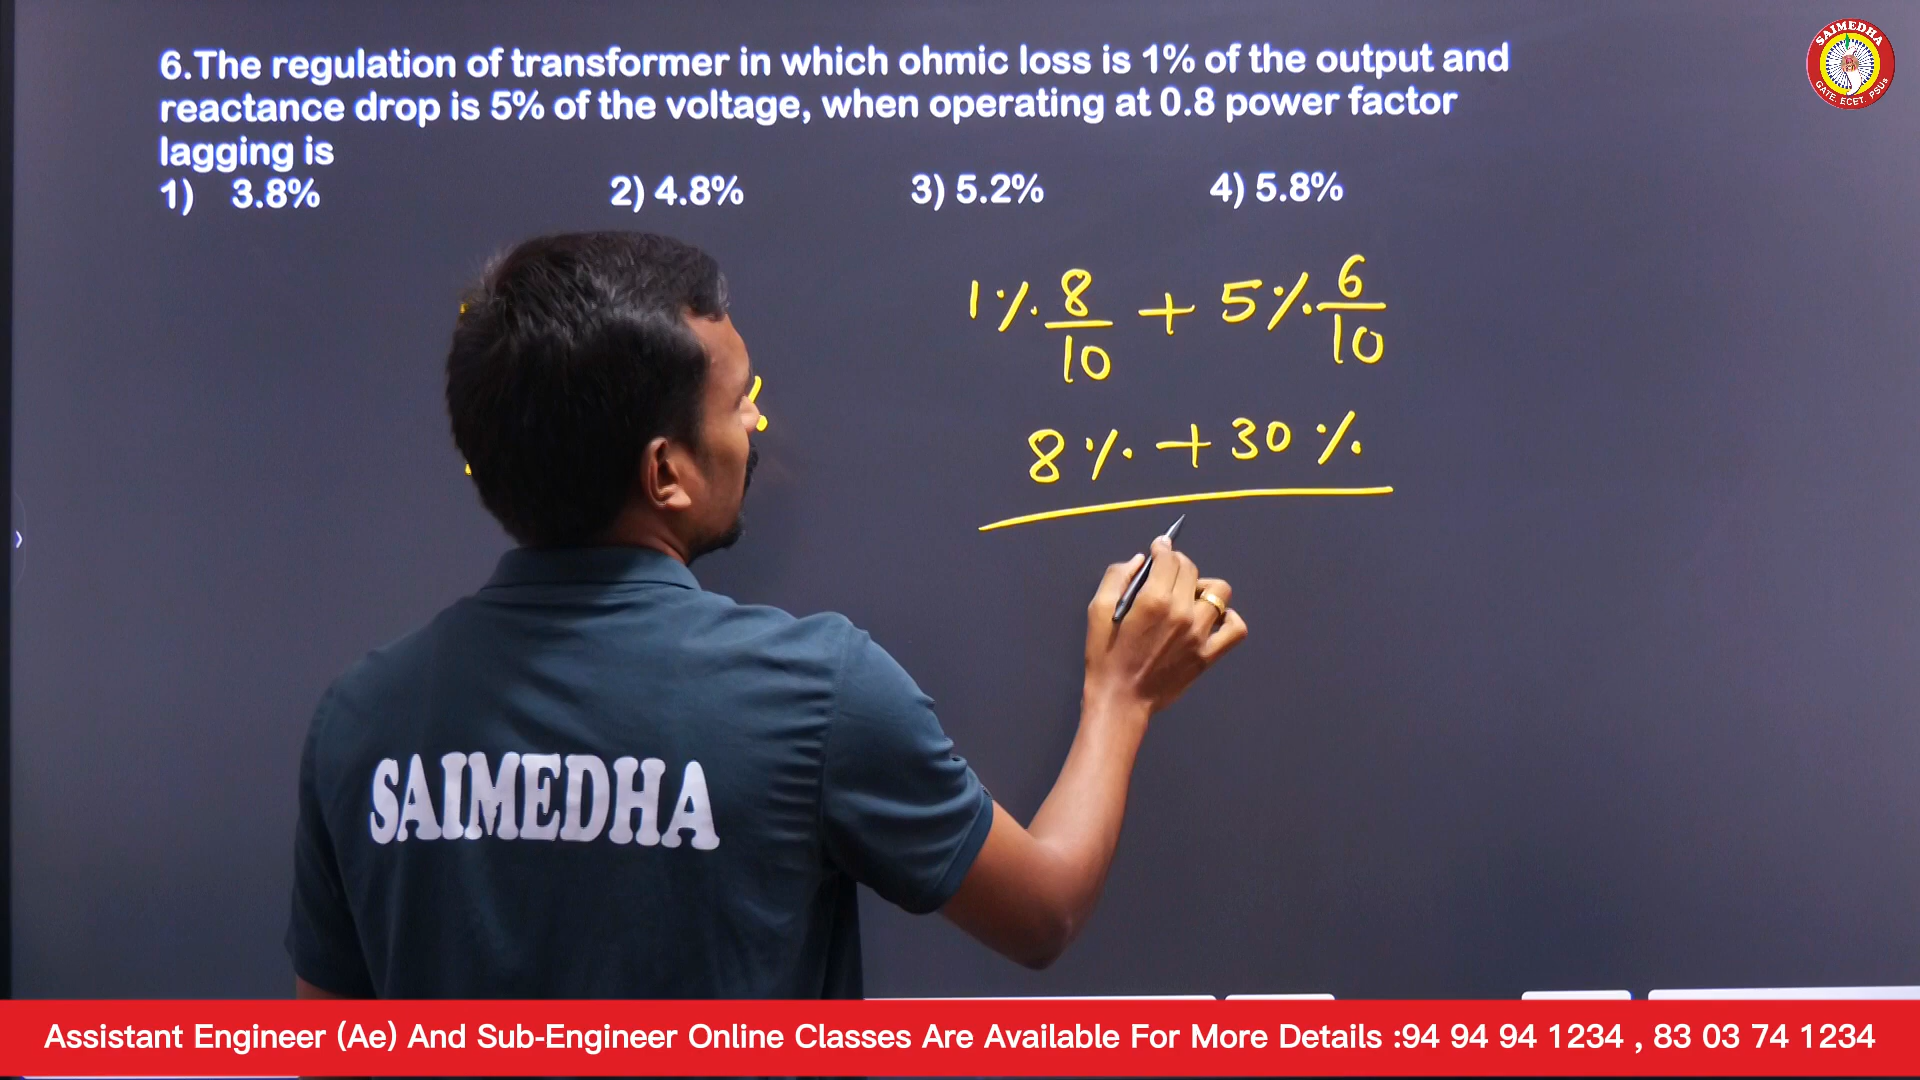 6.The regulation of transformer in which ohmic loss is 1% of the output and
reactance drop is 5% of the voltage, when operating at 0.8 power factor
lagging is
1) 3.8% 2) 4.8% 3) 5.2% 4) 5.8%
SAIMEDHA
GATE, ECET, PSUs
1% 8/10 + 5% 6/10
8% + 30%
SAIMEDHA
Assistant Engineer (Ae) And Sub-Engineer Online Classes Are Available For More Details :94 94 94 1234 , 83 03 74 1234